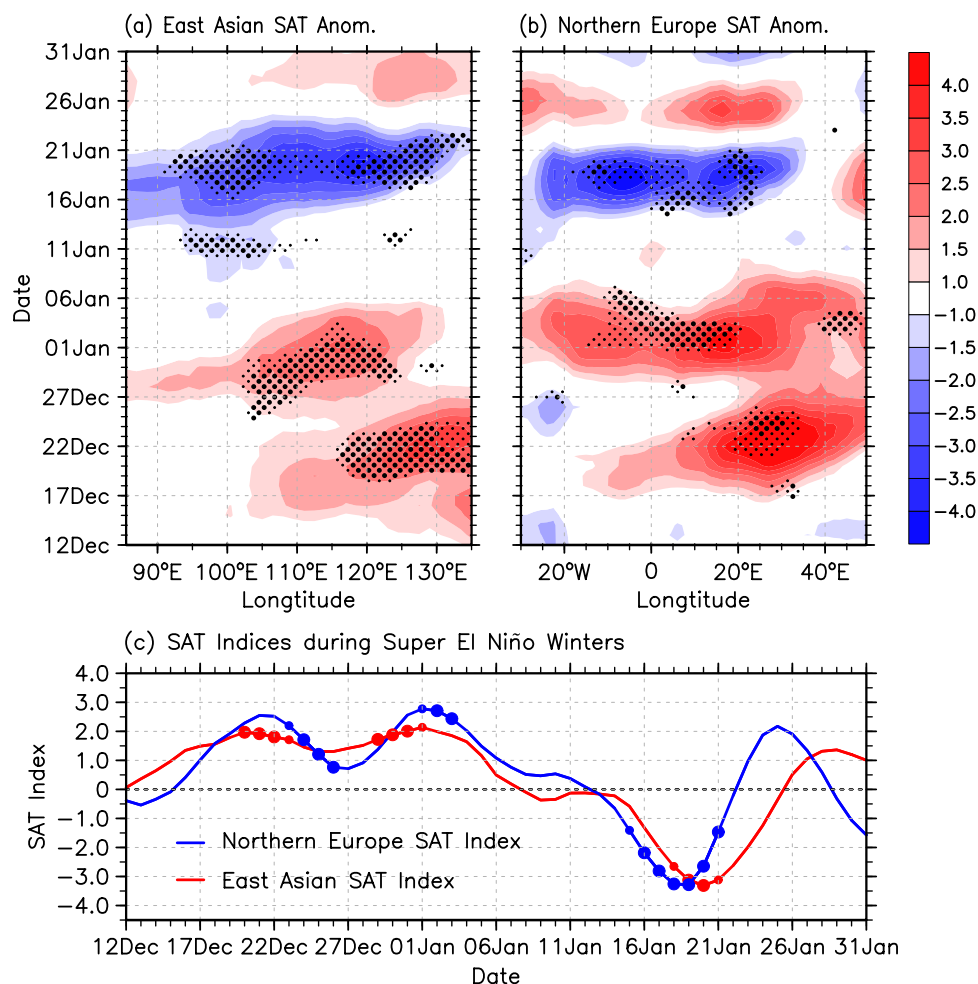 (a) East Asian SAT Anom.
(b) Northern Europe SAT Anom.
31Jan
26Jan
21Jan
16Jan
11Jan
06Jan
01Jan
27Dec
22Dec
17Dec
12Dec
Date
90°E 100°E 110°E 120°E 130°E
Longtitude
20°W 0 20°E 40°E
Longtitude
4.0
3.5
3.0
2.5
2.0
1.5
1.0
-1.0
-1.5
-2.0
-2.5
-3.0
-3.5
-4.0
(c) SAT Indices during Super El Niño Winters
4.0
3.0
2.0
1.0
0
-1.0
-2.0
-3.0
-4.0
SAT Index
Northern Europe SAT Index
East Asian SAT Index
12Dec 17Dec 22Dec 27Dec 01Jan 06Jan 11Jan 16Jan 21Jan 26Jan 31Jan
Date